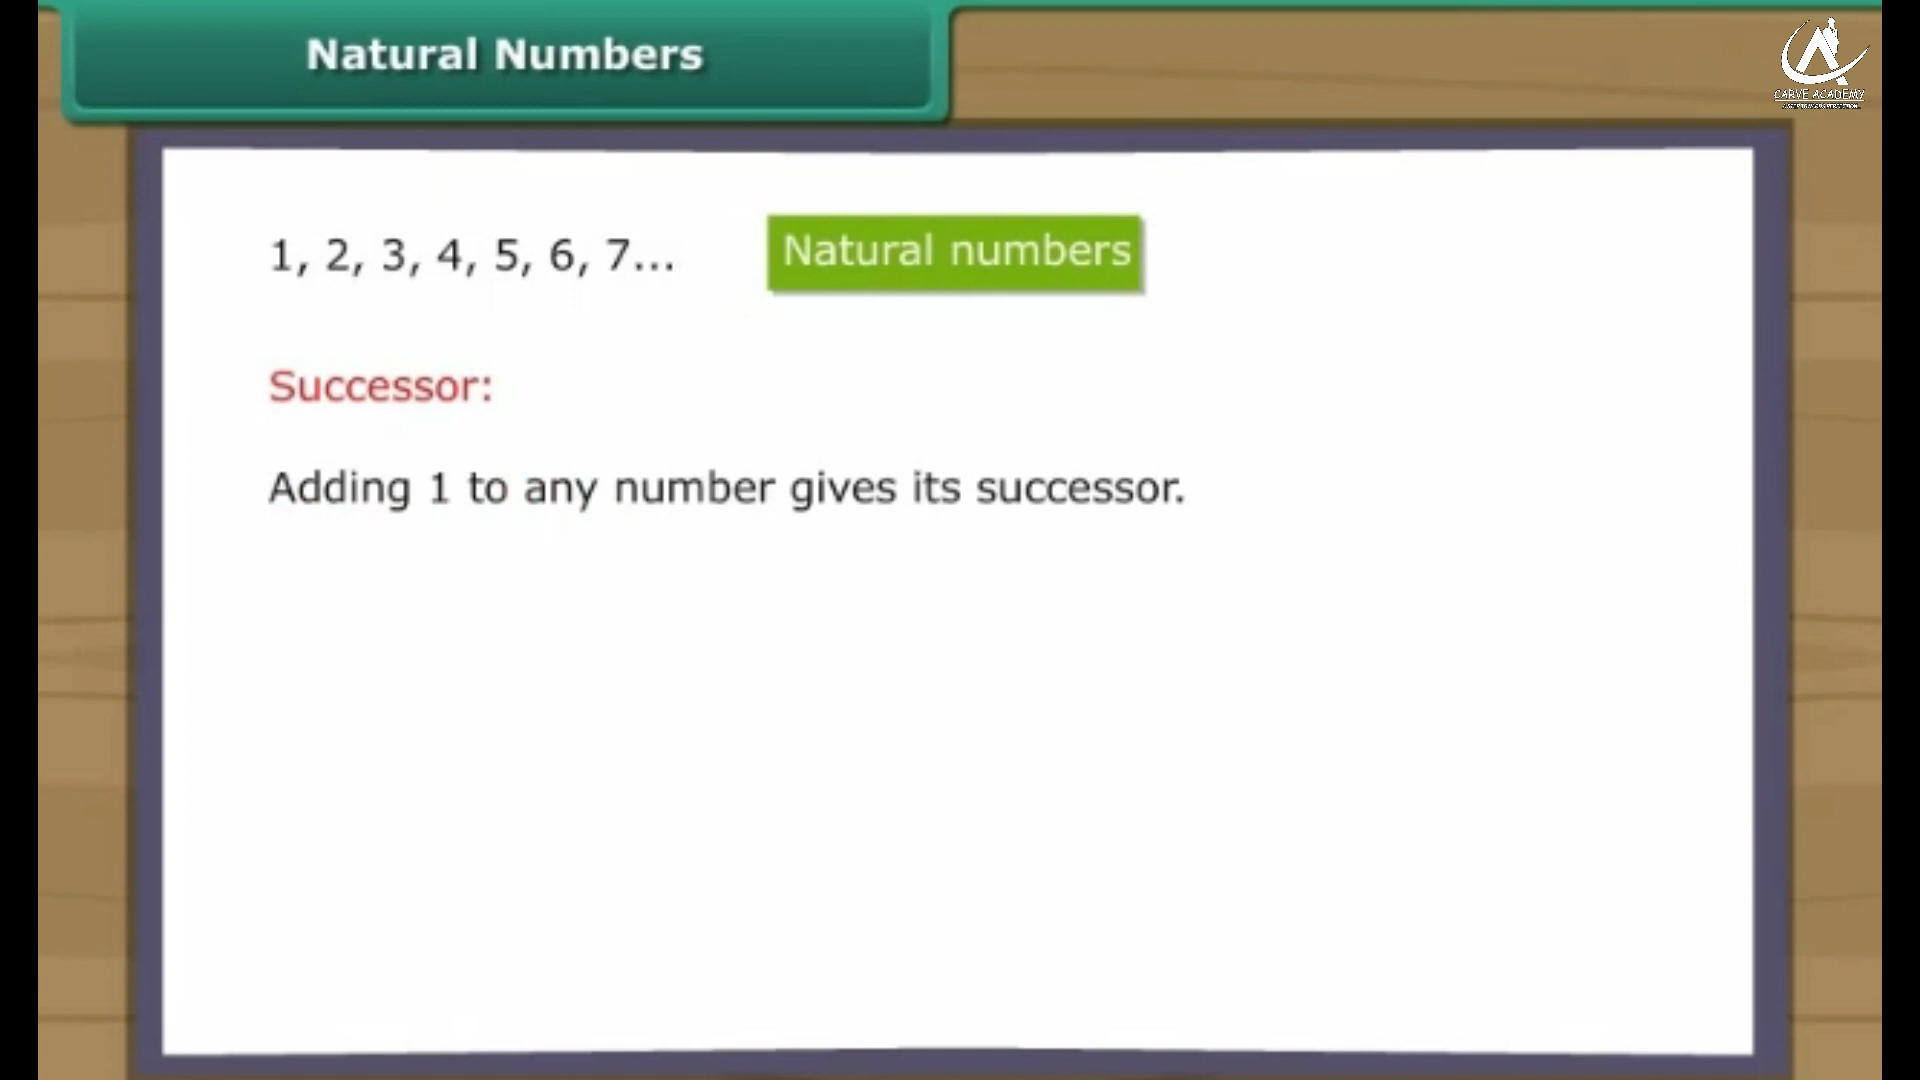 Natural Numbers
CARVE ACADEMY
1, 2, 3, 4, 5, 6, 7...
Natural numbers
Successor:
Adding 1 to any number gives its successor.